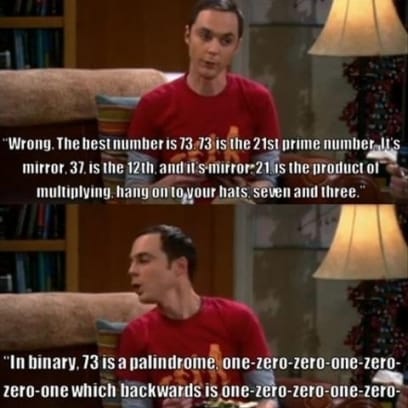 "Wrong. The best number is 73. 73 is the 21st prime number. It's
mirror, 37, is the 12th, and it's mirror, 21, is the product of
multiplying, hang on to your hats, seven and three."
"In binary, 73 is a palindrome, one-zero-zero-one-zero-
zero-one which backwards is one-zero-zero-one-zero-